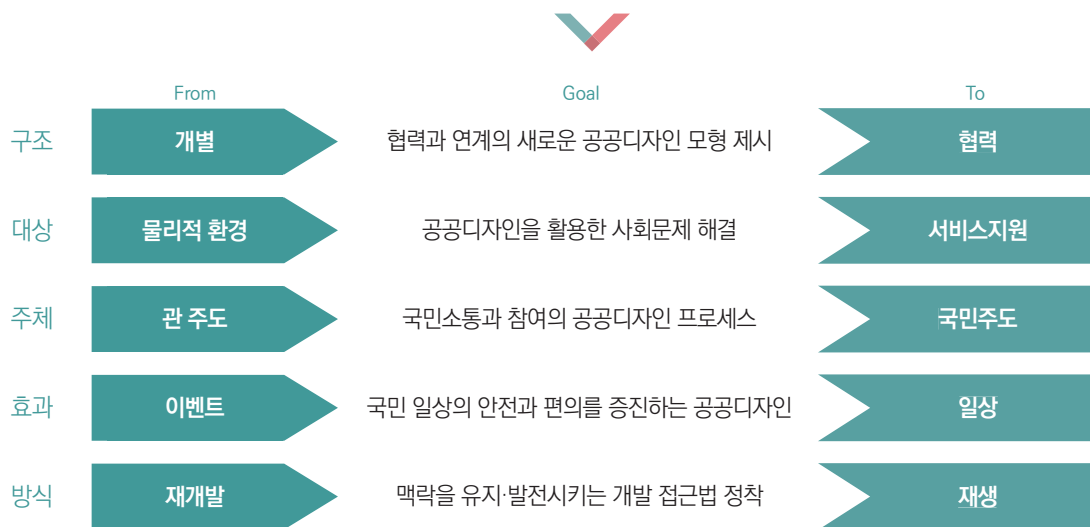 From Goal To
구조 개별 협력과 연계의 새로운 공공디자인 모형 제시 협력
대상 물리적 환경 공공디자인을 활용한 사회문제 해결 서비스지원
주체 관 주도 국민소통과 참여의 공공디자인 프로세스 국민주도
효과 이벤트 국민 일상의 안전과 편의를 증진하는 공공디자인 일상
방식 재개발 맥락을 유지·발전시키는 개발 접근법 정착 재생